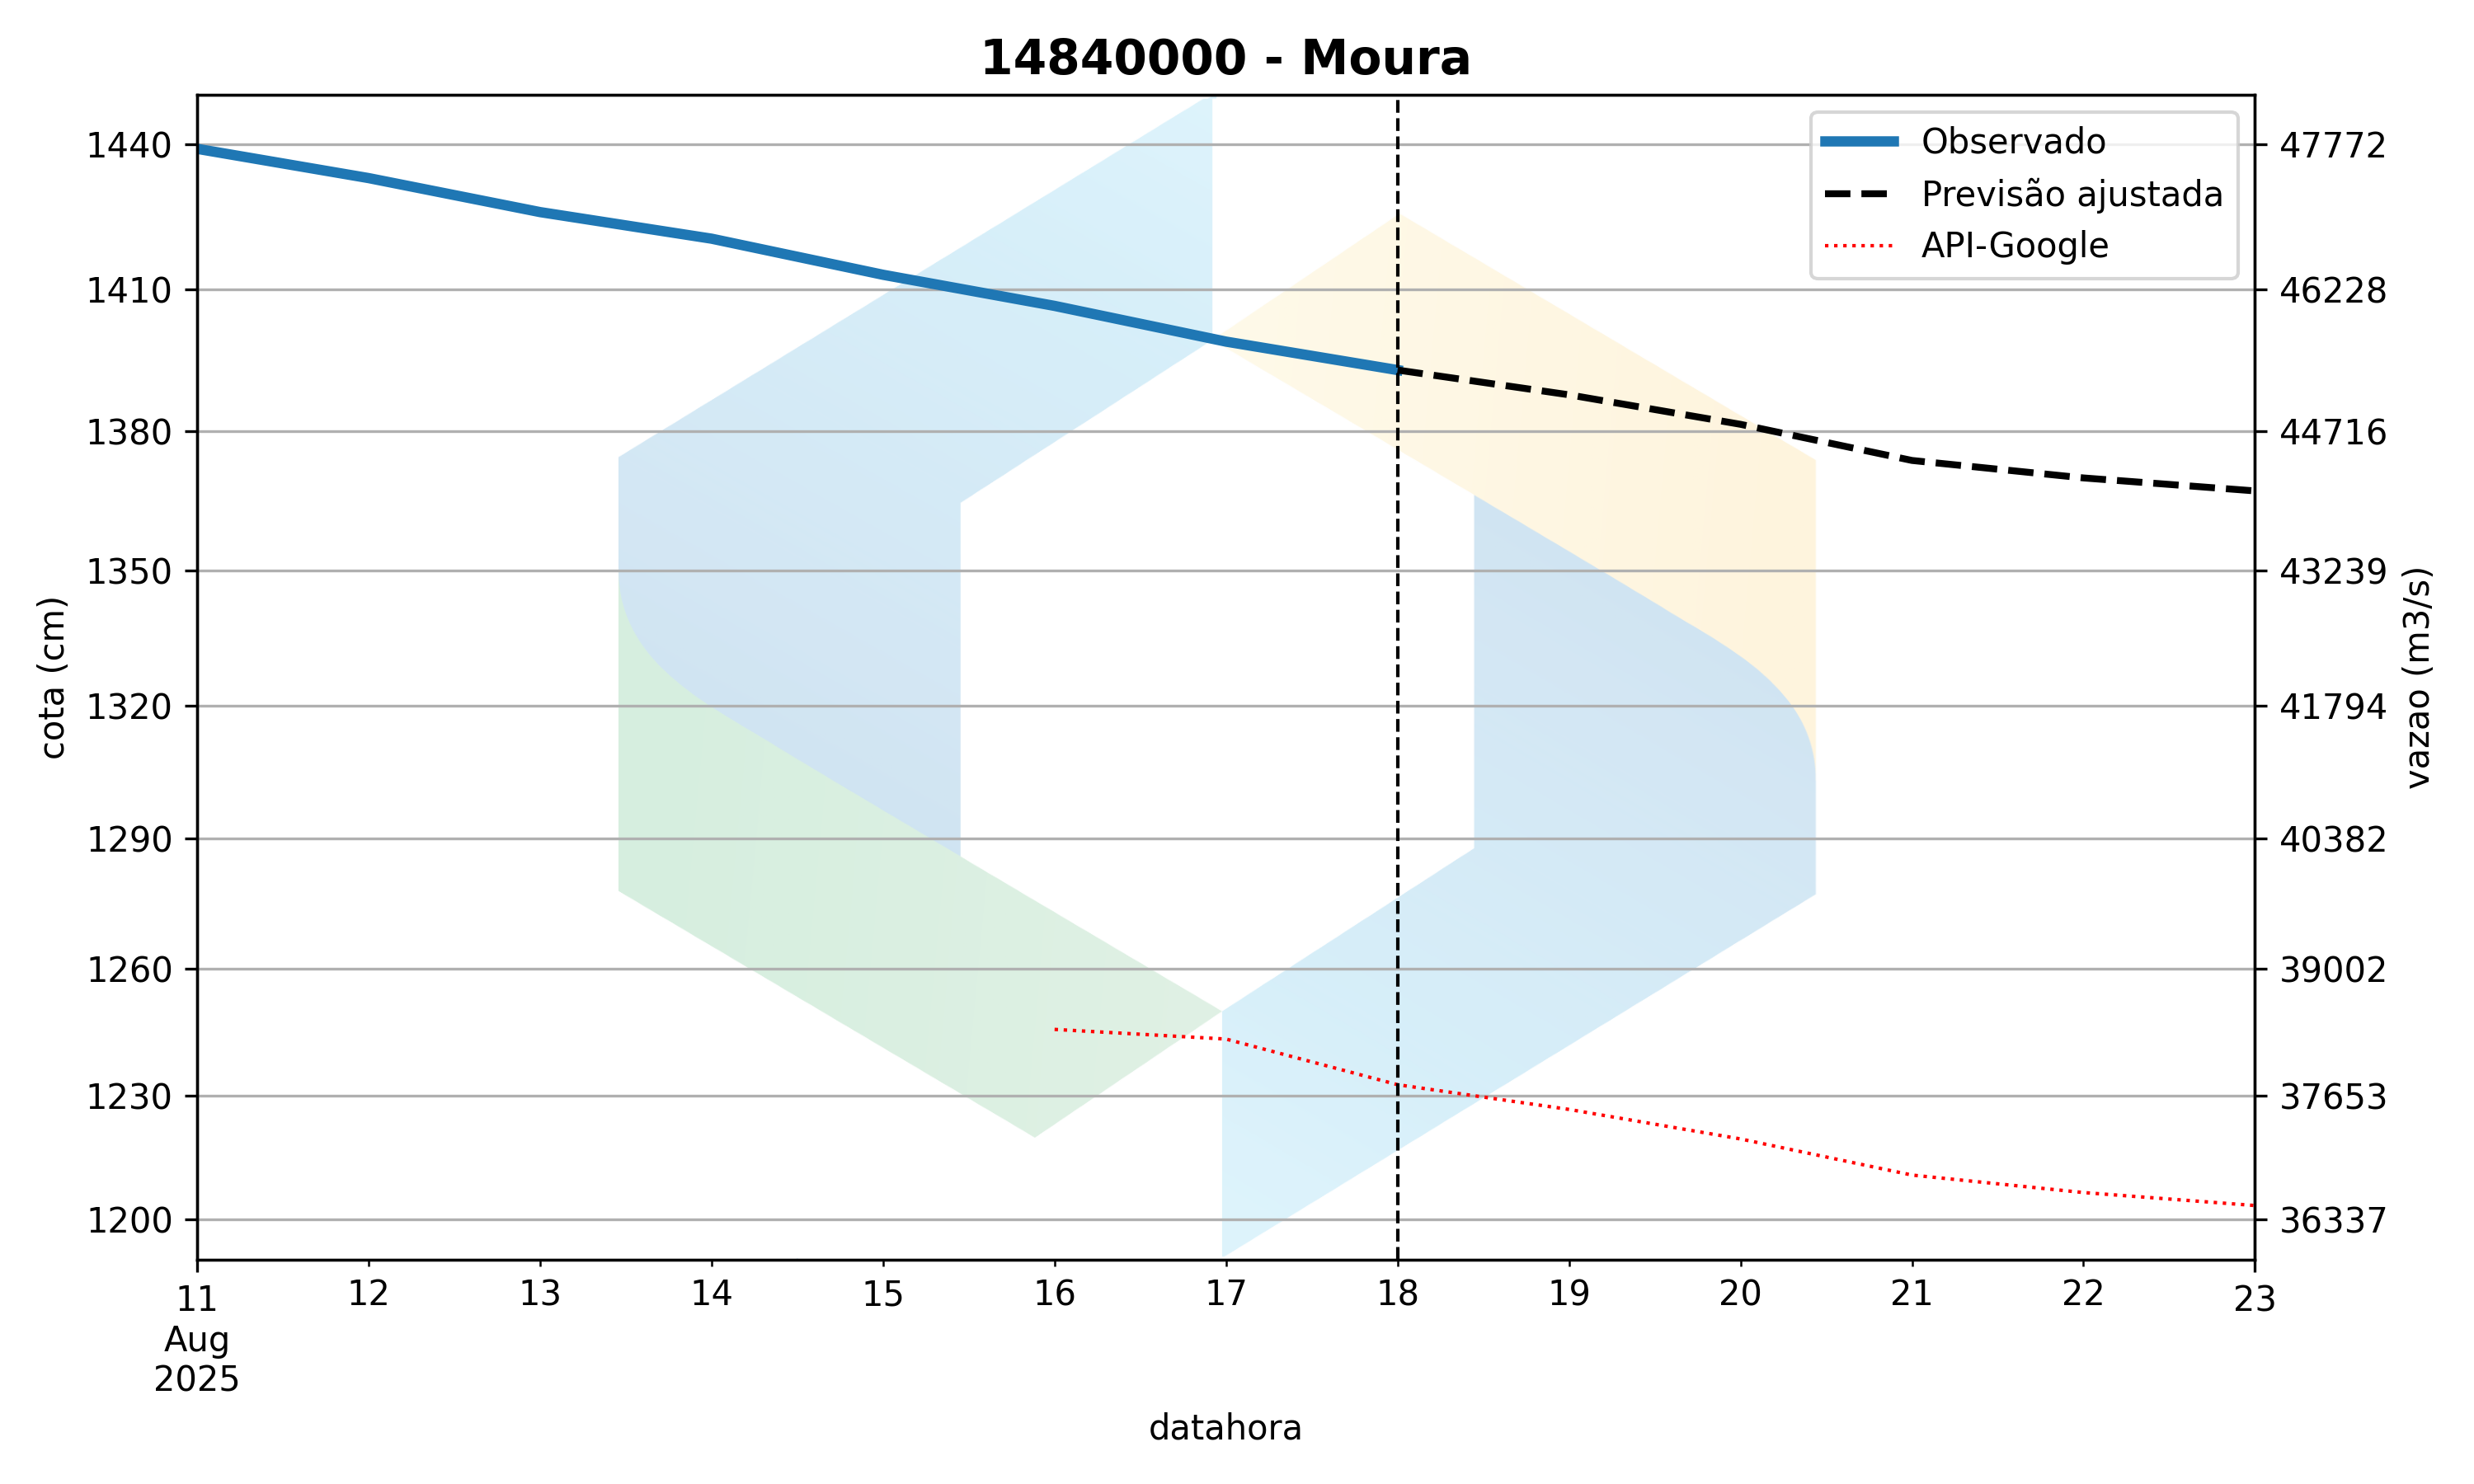 14840000 - Moura
Observado
Previsão ajustada
API-Google
1440
1410
1380
1350
1320
1290
1260
1230
1200
cota (cm)
47772
46228
44716
43239
41794
40382
39002
37653
36337
vazao (m3/s)
11 12 13 14 15 16 17 18 19 20 21 22 23
Aug
2025
datahora